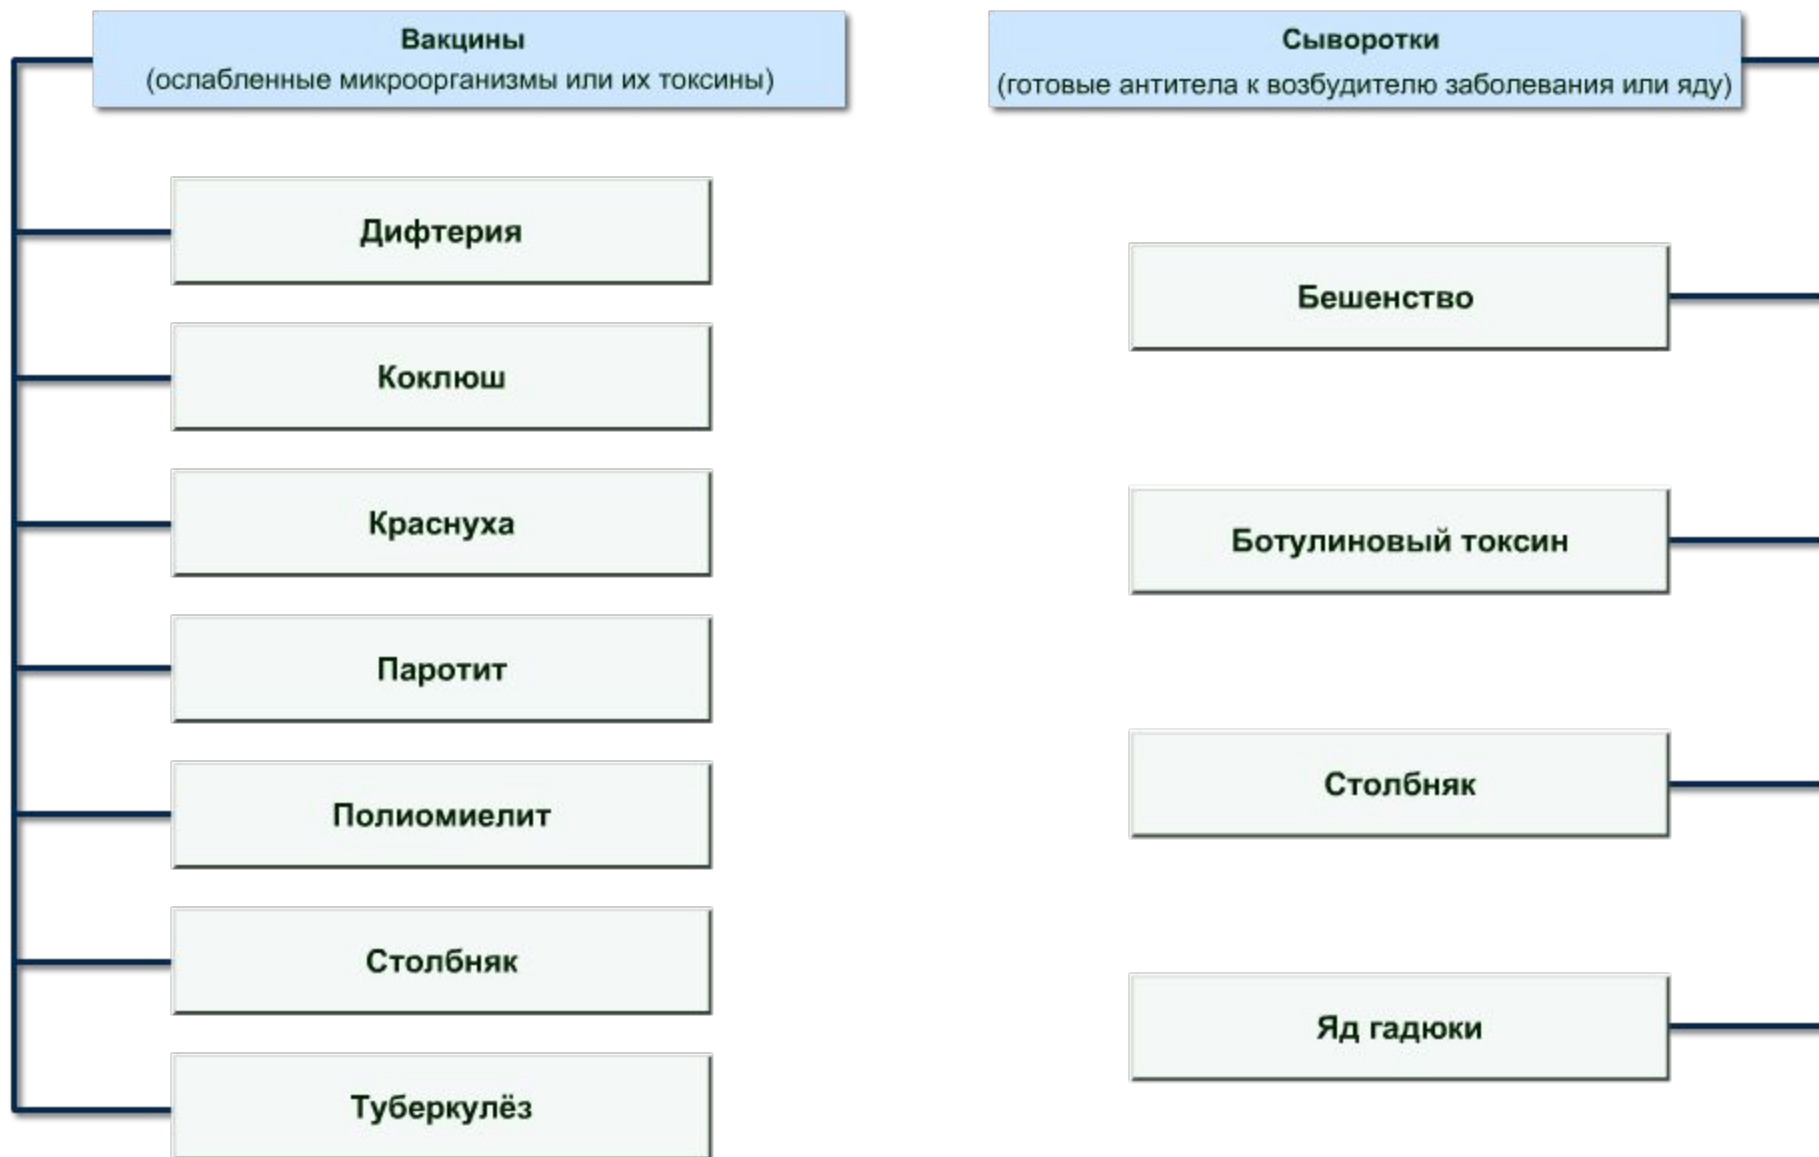 Вакцины
(ослабленные микроорганизмы или их токсины)
Дифтерия
Коклюш
Краснуха
Паротит
Полиомиелит
Столбняк
Туберкулёз
Сыворотки
(готовые антитела к возбудителю заболевания или яду)
Бешенство
Ботулиновый токсин
Столбняк
Яд гадюки